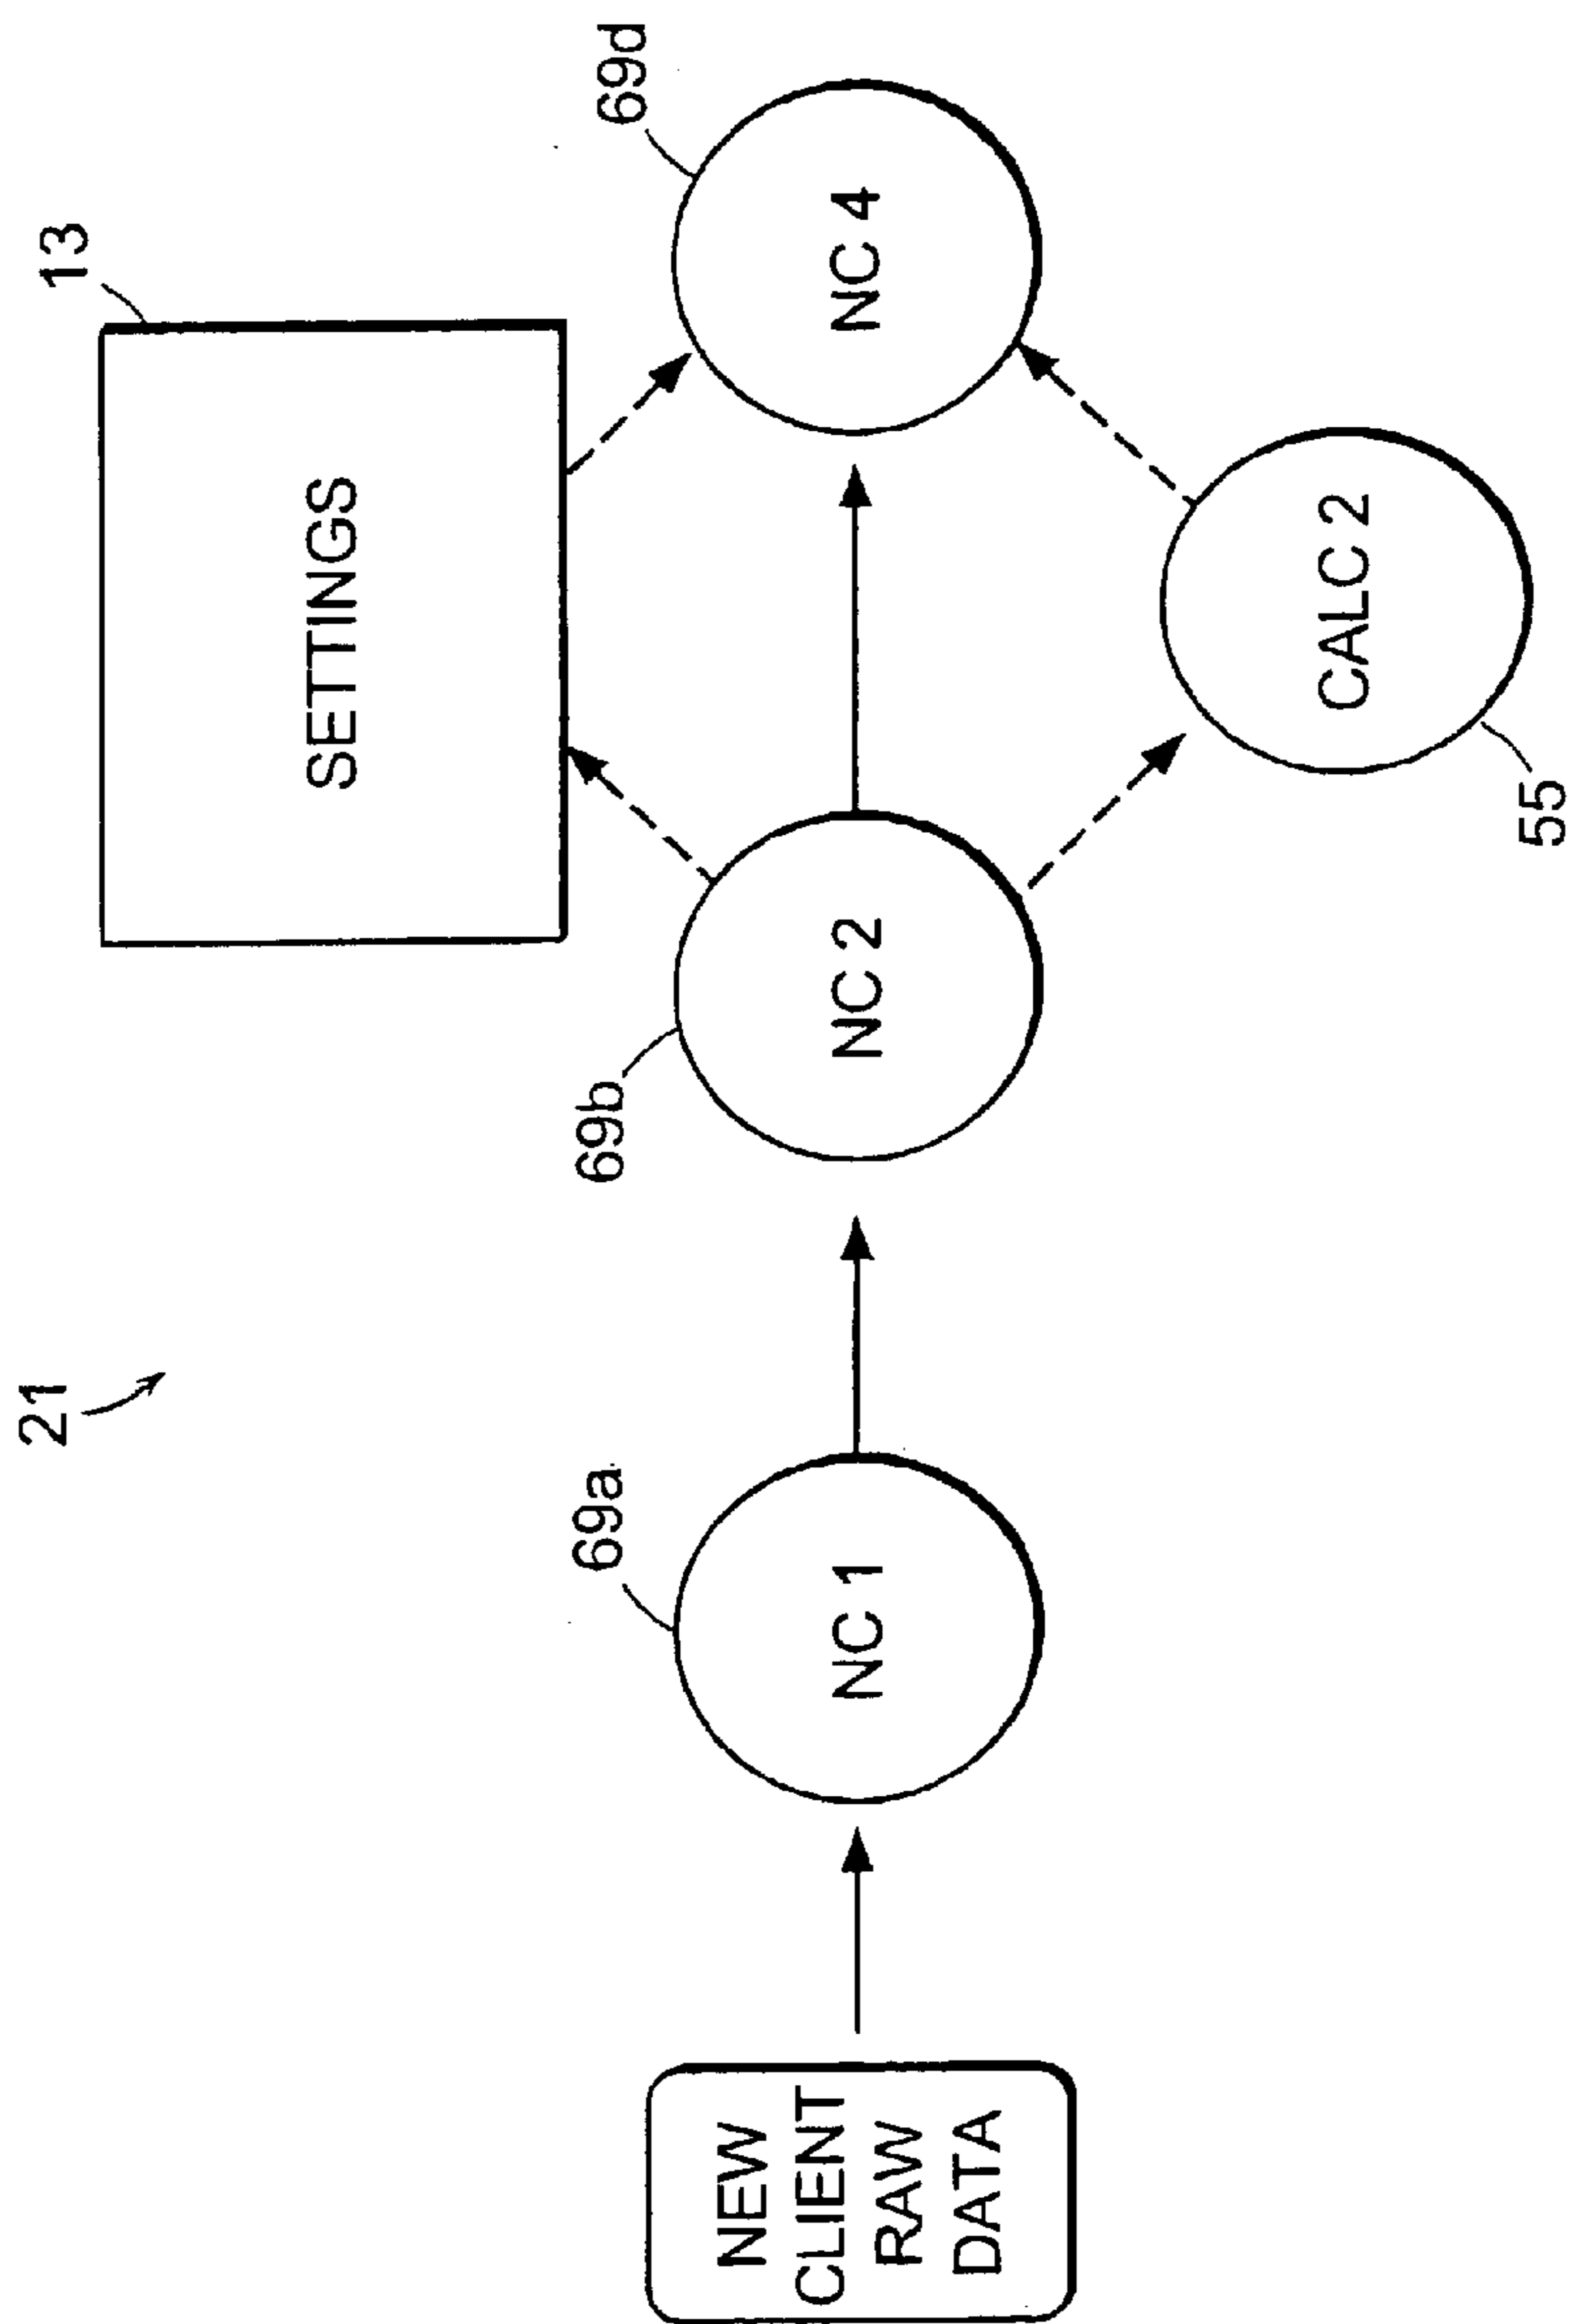 21
13
SETTINGS
69a
69b
69d
NEW
CLIENT
RAW
DATA
NC 1
NC 2
NC 4
CALC 2
55